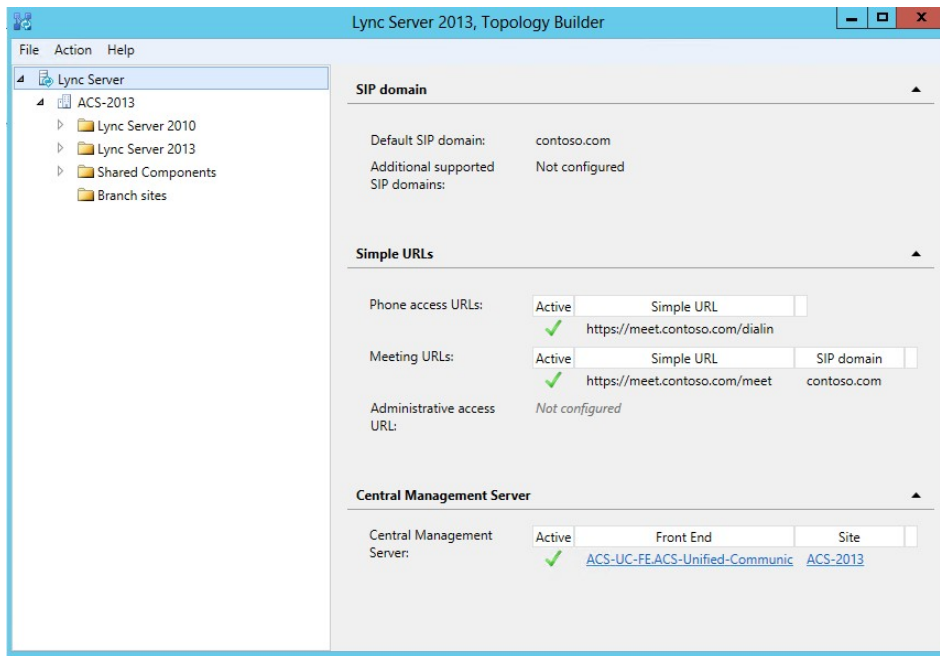 Lync Server 2013, Topology Builder
File Action Help
Lync Server
ACS-2013
Lync Server 2010
Lync Server 2013
Shared Components
Branch sites
SIP domain
Default SIP domain: contoso.com
Additional supported SIP domains: Not configured
Simple URLs
Phone access URLs: Active Simple URL
https://meet.contoso.com/dialin
Meeting URLs: Active Simple URL SIP domain
https://meet.contoso.com/meet contoso.com
Administrative access URL: Not configured
Central Management Server
Central Management Server: Active Front End Site
ACS-UC-FE.ACS-Unified-Communic ACS-2013